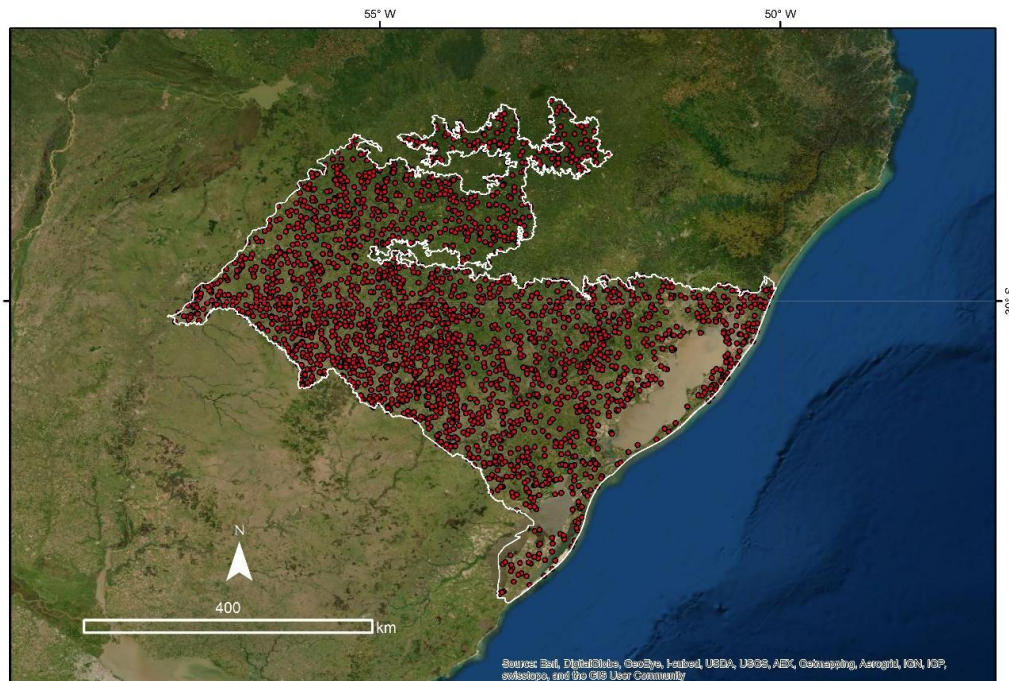 55° W
50° W
30° S
N
400
km
Source: Esri, DigitalGlobe, GeoEye, i-cubed, USDA, USGS, AEX, Getmapping, Aerogrid, IGN, IGP,
swisstopo, and the GIS User Community